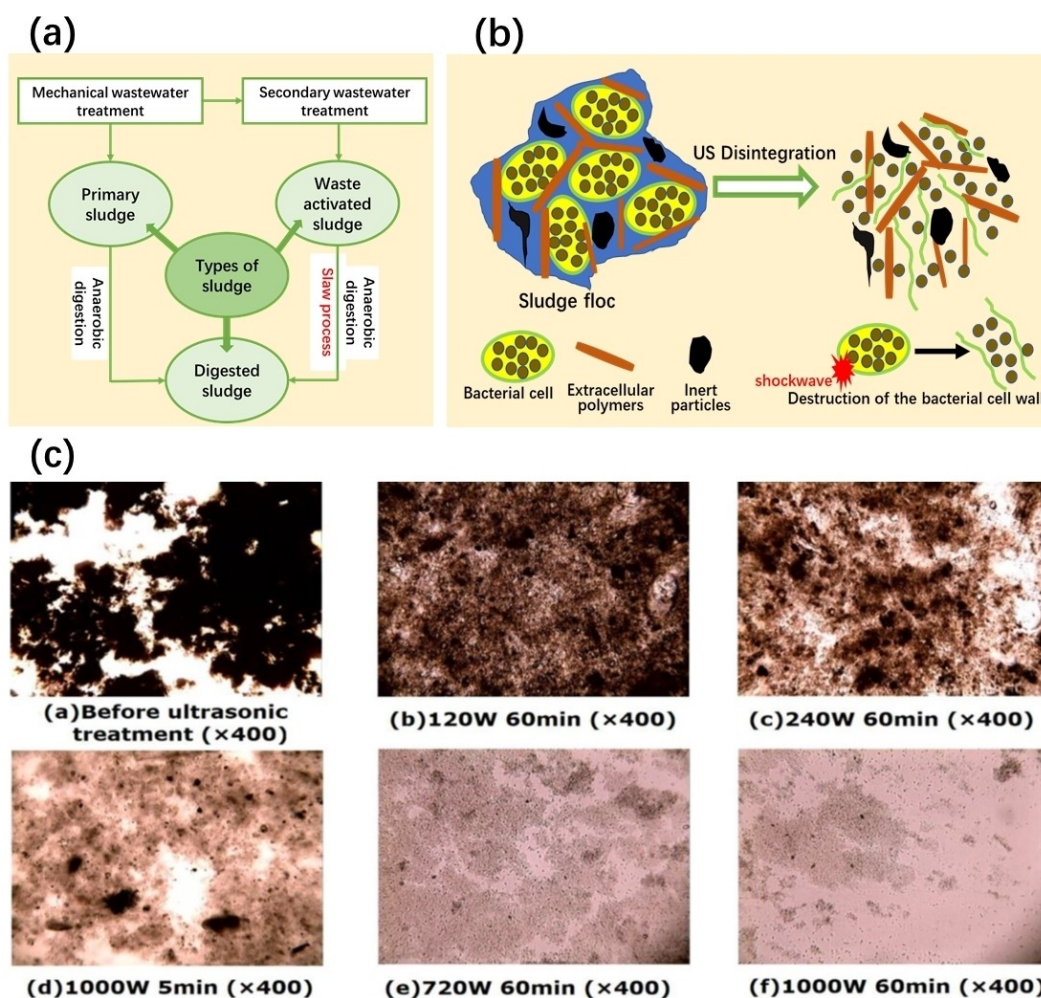 (a)
Mechanical wastewater
treatment
Secondary wastewater
treatment
Primary
sludge
Waste
activated
sludge
Types of
sludge
Anaerobic
digestion
Slaw process
Anaerobic
digestion
Digested
sludge
(b)
US Disintegration
Sludge floc
Bacterial cell
Extracellular
polymers
Inert
particles
shockwave
Destruction of the bacterial cell wall
(c)
(a)Before ultrasonic
treatment (×400)
(b)120W 60min (×400)
(c)240W 60min (×400)
(d)1000W 5min (×400)
(e)720W 60min (×400)
(f)1000W 60min (×400)